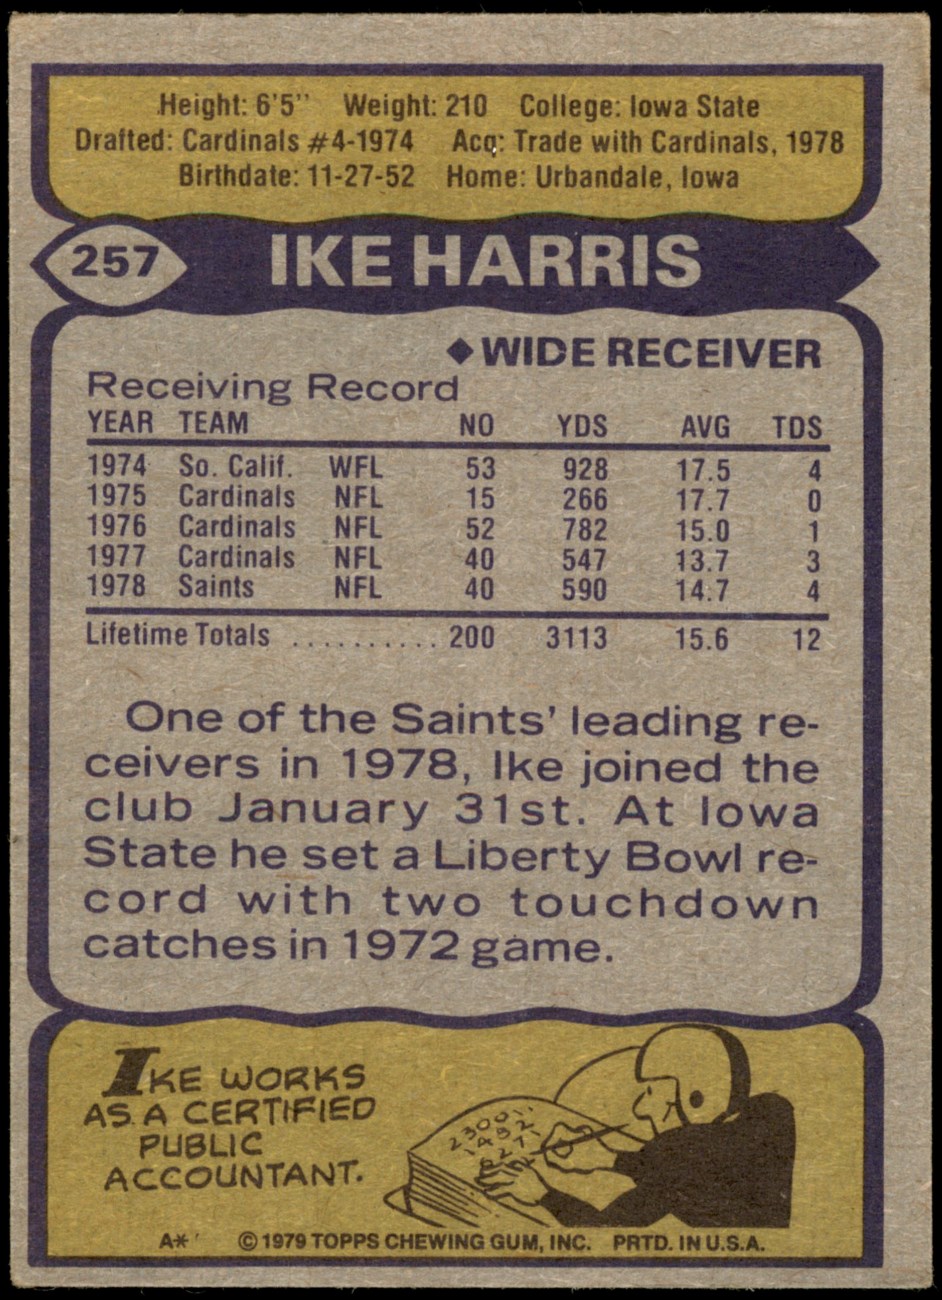 Height: 6'5" Weight: 210 College: Iowa State
Drafted: Cardinals #4-1974 Acq: Trade with Cardinals, 1978
Birthdate: 11-27-52 Home: Urbandale, Iowa
257 IKE HARRIS
◆ WIDE RECEIVER
Receiving Record
YEAR TEAM NO YDS AVG TDS
1974 So. Calif. WFL 53 928 17.5 4
1975 Cardinals NFL 15 266 17.7 0
1976 Cardinals NFL 52 782 15.0 1
1977 Cardinals NFL 40 547 13.7 3
1978 Saints NFL 40 590 14.7 4
Lifetime Totals .......... 200 3113 15.6 12
One of the Saints' leading re-
ceivers in 1978, Ike joined the
club January 31st. At Iowa
State he set a Liberty Bowl re-
cord with two touchdown
catches in 1972 game.
IKE WORKS
AS A CERTIFIED
PUBLIC
ACCOUNTANT.
A* © 1979 TOPPS CHEWING GUM, INC. PRTD. IN U.S.A.